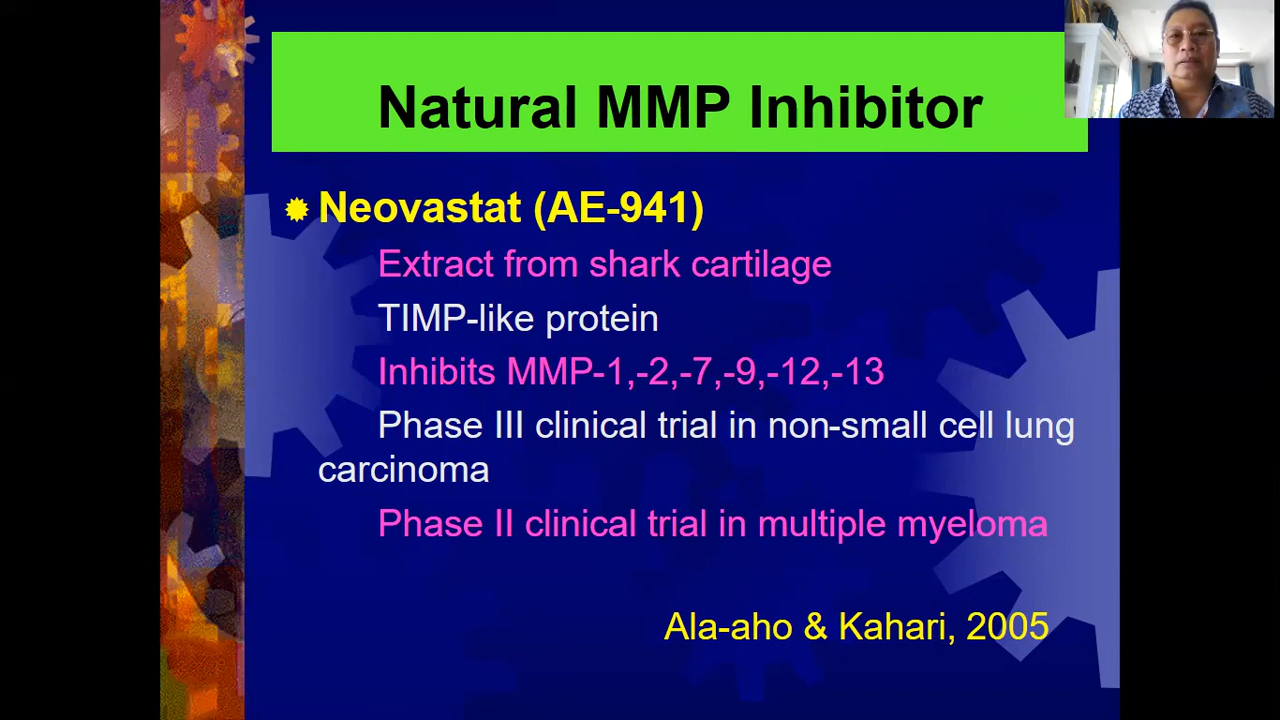 Natural MMP Inhibitor
Neovastat (AE-941)
Extract from shark cartilage
TIMP-like protein
Inhibits MMP-1,-2,-7,-9,-12,-13
Phase III clinical trial in non-small cell lung
carcinoma
Phase II clinical trial in multiple myeloma
Ala-aho & Kahari, 2005